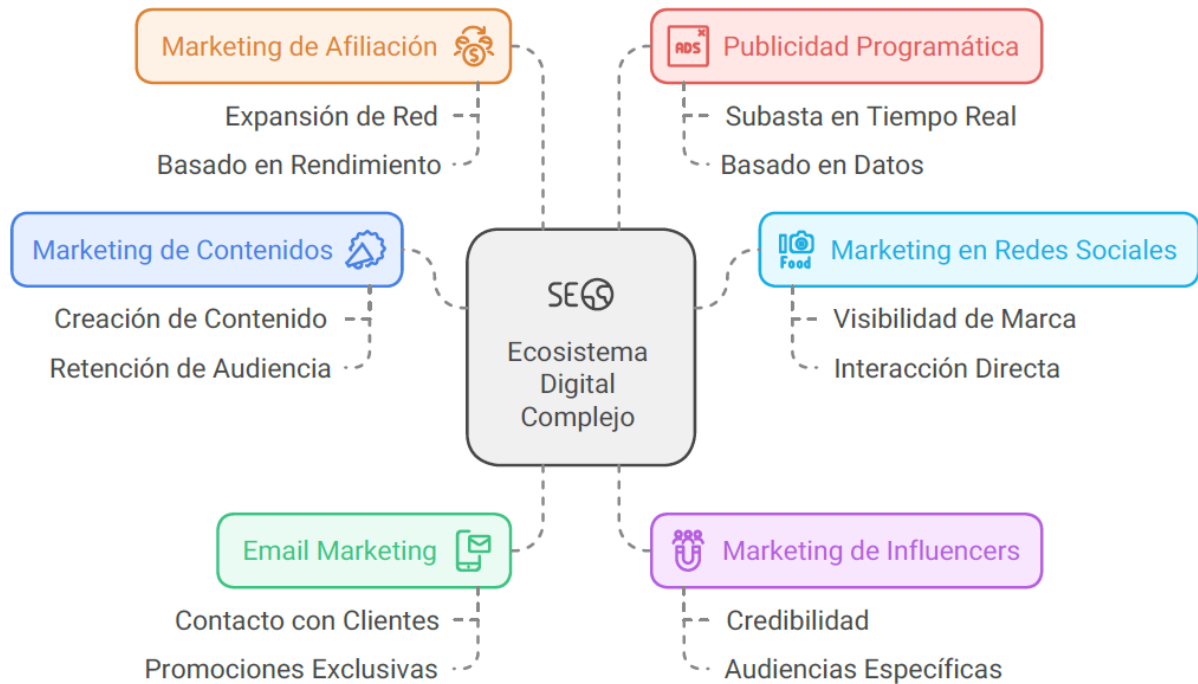 Marketing de Afiliación
Expansión de Red
Basado en Rendimiento
ADS
Publicidad Programática
Subasta en Tiempo Real
Basado en Datos
Marketing de Contenidos
Creación de Contenido
Retención de Audiencia
SEO
Ecosistema
Digital
Complejo
Food
Marketing en Redes Sociales
Visibilidad de Marca
Interacción Directa
Email Marketing
Contacto con Clientes
Promociones Exclusivas
Marketing de Influencers
Credibilidad
Audiencias Específicas